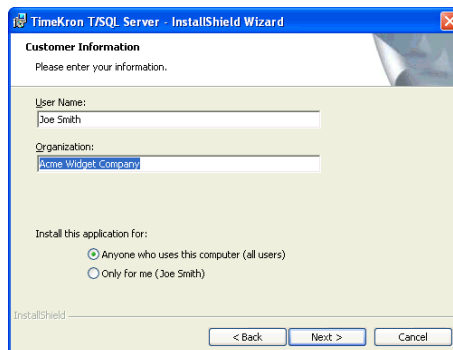 TimeKron T/SQL Server - InstallShield Wizard
Customer Information
Please enter your information.
User Name:
Joe Smith
Organization:
Acme Widget Company
Install this application for:
Anyone who uses this computer (all users)
Only for me (Joe Smith)
InstallShield
< Back Next > Cancel